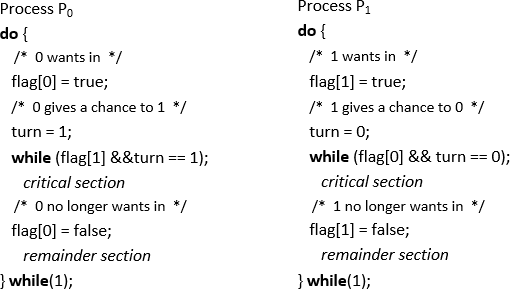 Process P₀
do {
/* 0 wants in */
flag[0] = true;
/* 0 gives a chance to 1 */
turn = 1;
while (flag[1] &&turn == 1);
critical section
/* 0 no longer wants in */
flag[0] = false;
remainder section
} while(1);
Process P₁
do {
/* 1 wants in */
flag[1] = true;
/* 1 gives a chance to 0 */
turn = 0;
while (flag[0] && turn == 0);
critical section
/* 1 no longer wants in */
flag[1] = false;
remainder section
} while(1);